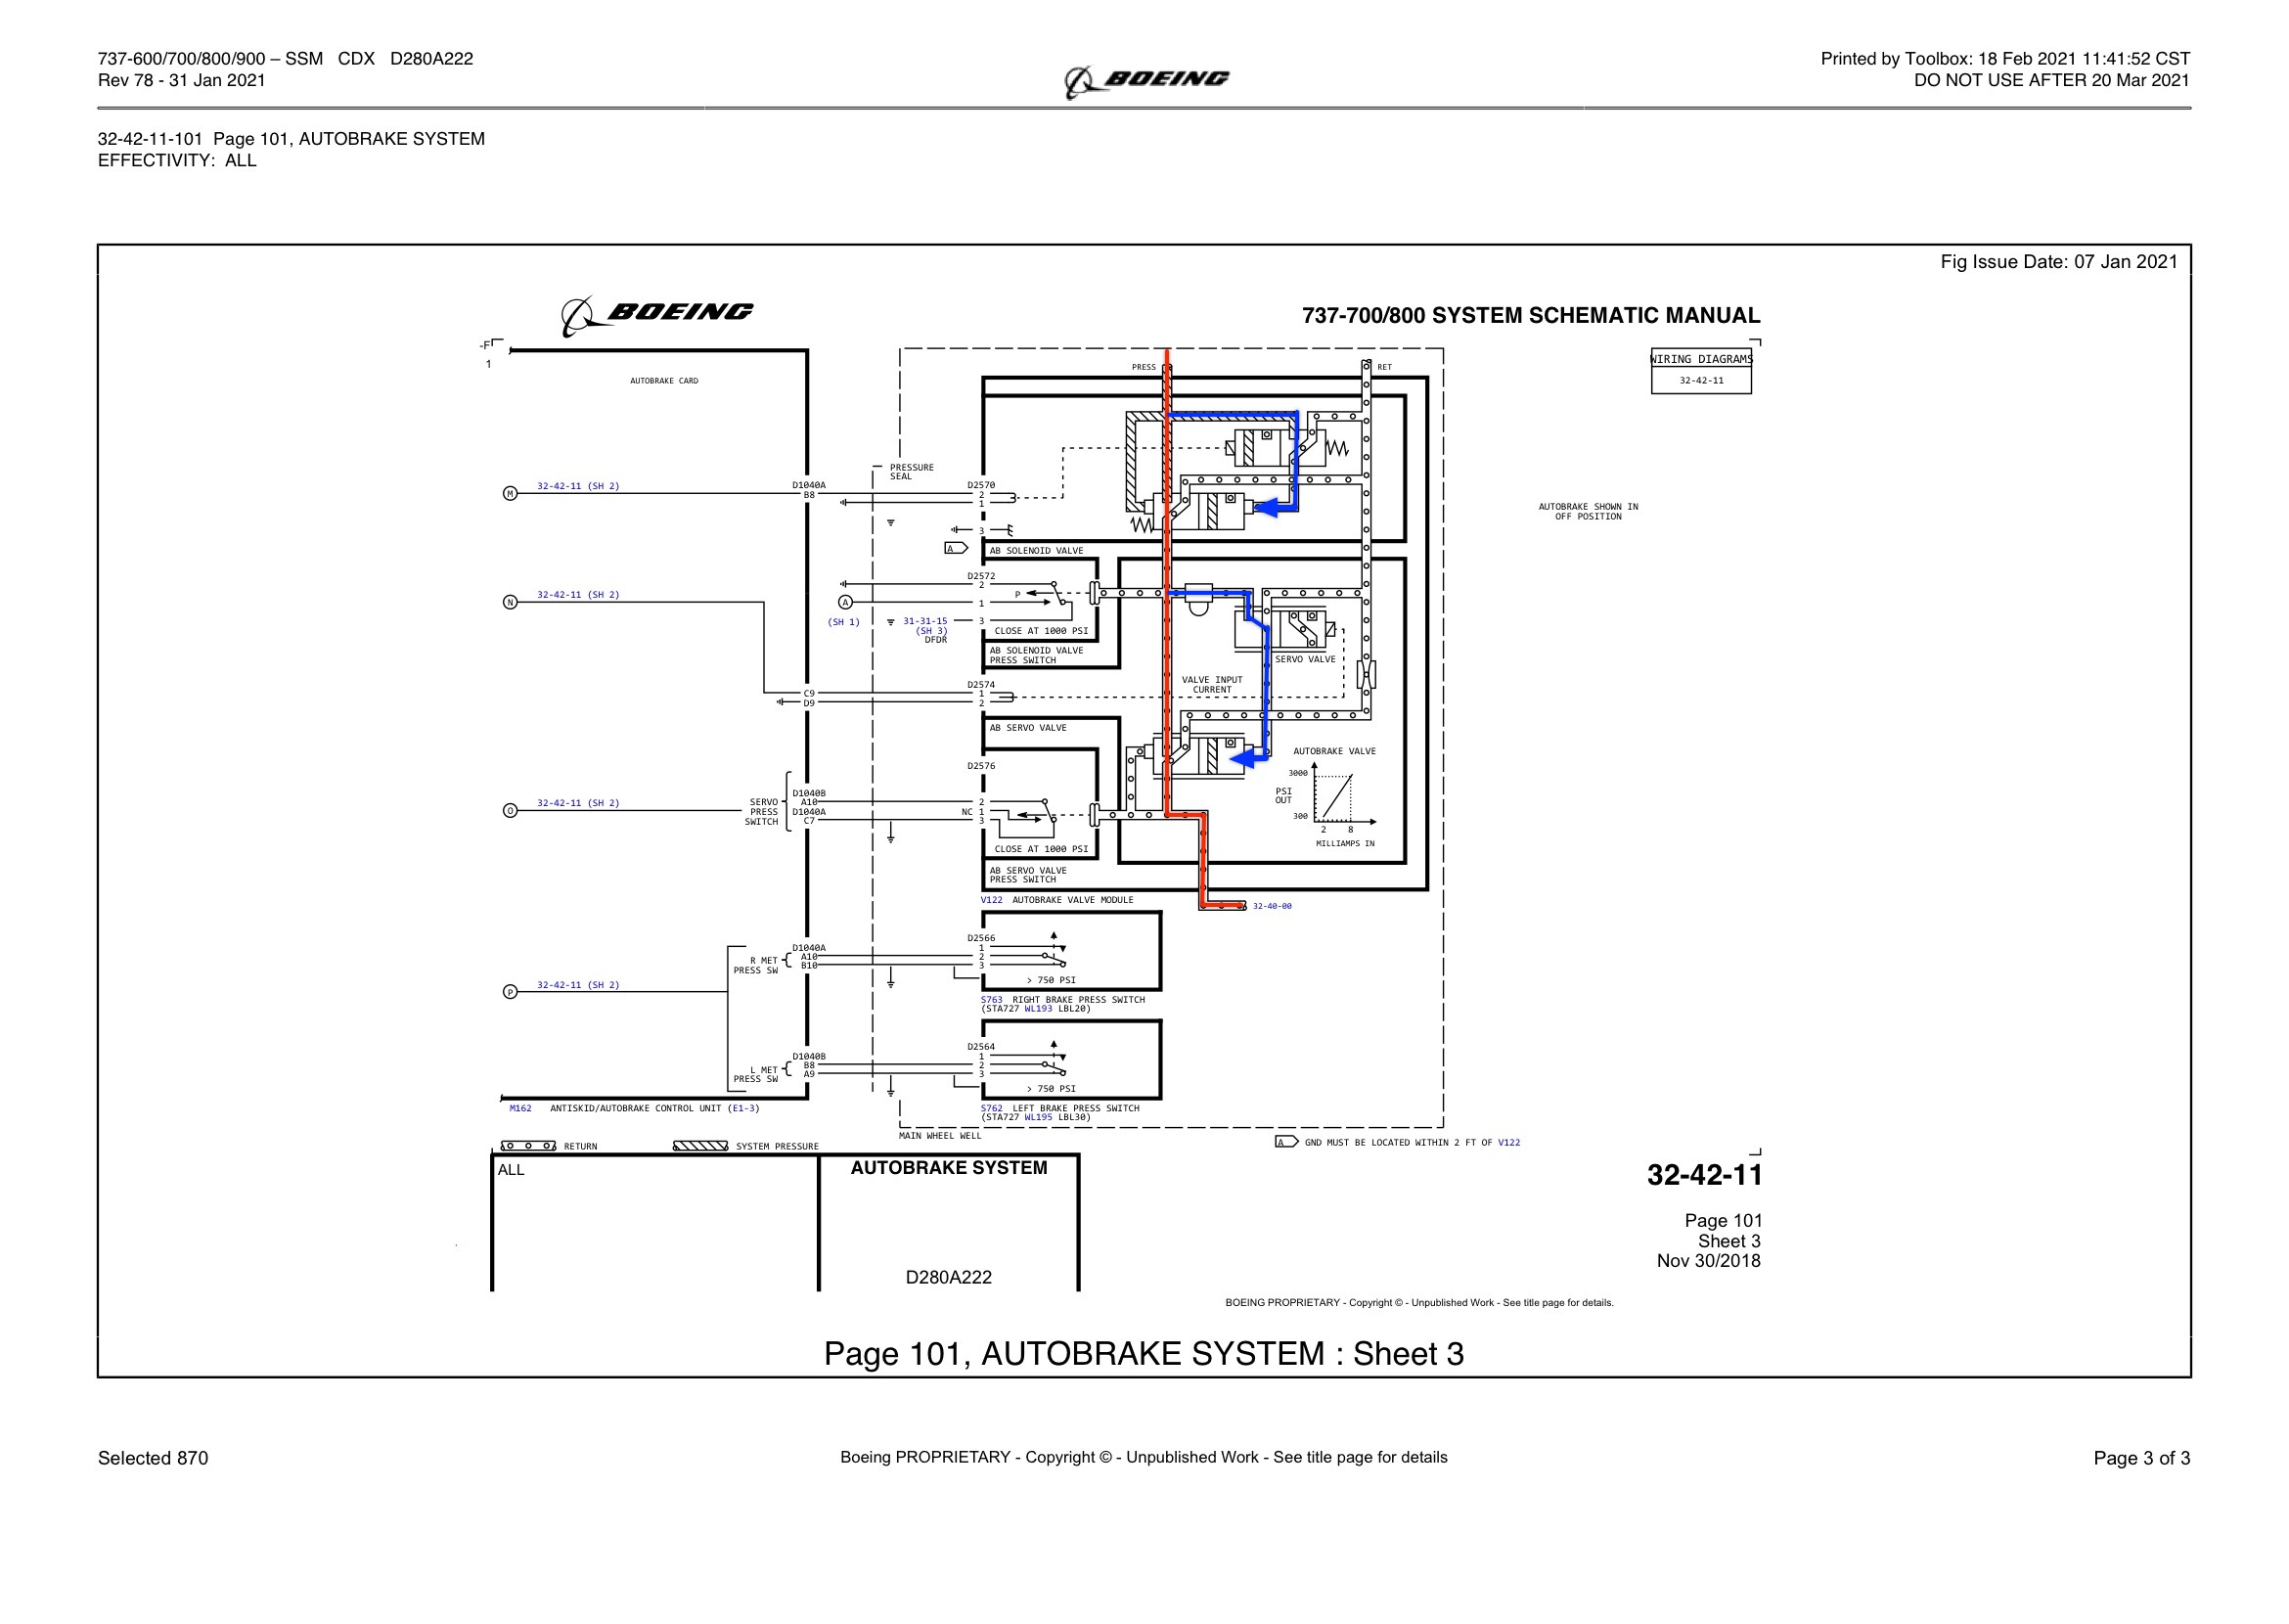 737-600/700/800/900 – SSM   CDX   D280A222
Rev 78 - 31 Jan 2021
BOEING
Printed by Toolbox: 18 Feb 2021 11:41:52 CST
DO NOT USE AFTER 20 Mar 2021
32-42-11-101  Page 101, AUTOBRAKE SYSTEM
EFFECTIVITY:  ALL
Fig Issue Date: 07 Jan 2021
BOEING
737-700/800 SYSTEM SCHEMATIC MANUAL
-F
1
AUTOBRAKE CARD
PRESS
RET
WIRING DIAGRAMS
32-42-11
PRESSURE
SEAL
M
32-42-11 (SH 2)
D1040A
B8
D2570
2
1
3
A
AB SOLENOID VALVE
AUTOBRAKE SHOWN IN
OFF POSITION
N
32-42-11 (SH 2)
A
(SH 1)
31-31-15
(SH 3)
DFDR
D2572
2
1
3
P
CLOSE AT 1000 PSI
AB SOLENOID VALVE
PRESS SWITCH
SERVO VALVE
VALVE INPUT
CURRENT
C9
D9
D2574
1
2
AB SERVO VALVE
D2576
AUTOBRAKE VALVE
3000
PSI
OUT
300
2
8
MILLIAMPS IN
O
32-42-11 (SH 2)
SERVO
PRESS
SWITCH
D1040B
A10
D1040A
C7
2
NC 1
3
CLOSE AT 1000 PSI
AB SERVO VALVE
PRESS SWITCH
V122  AUTOBRAKE VALVE MODULE
32-40-00
R MET
PRESS SW
D1040A
A10
B10
D2566
1
2
3
> 750 PSI
S763  RIGHT BRAKE PRESS SWITCH
(STA727 WL193 LBL20)
P
32-42-11 (SH 2)
L MET
PRESS SW
D1040B
B8
A9
D2564
1
2
3
> 750 PSI
S762  LEFT BRAKE PRESS SWITCH
(STA727 WL195 LBL30)
M162   ANTISKID/AUTOBRAKE CONTROL UNIT (E1-3)
MAIN WHEEL WELL
A
GND MUST BE LOCATED WITHIN 2 FT OF V122
RETURN
SYSTEM PRESSURE
ALL
AUTOBRAKE SYSTEM
D280A222
32-42-11
Page 101
Sheet 3
Nov 30/2018
BOEING PROPRIETARY - Copyright © - Unpublished Work - See title page for details.
Page 101, AUTOBRAKE SYSTEM : Sheet 3
Selected 870
Boeing PROPRIETARY - Copyright © - Unpublished Work - See title page for details
Page 3 of 3